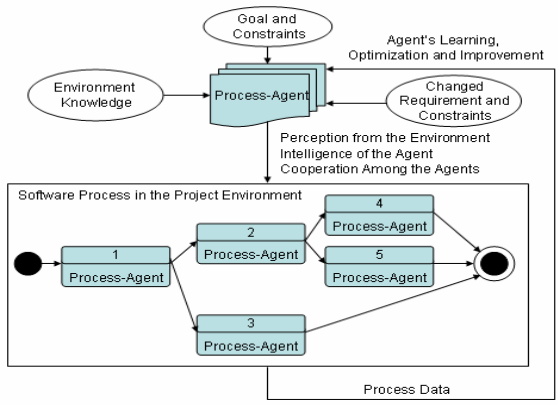 Goal and
Constraints
Agent's Learning,
Optimization and Improvement
Environment
Knowledge
Process-Agent
Changed
Requirement and
Constraints
Perception from the Environment
Intelligence of the Agent
Cooperation Among the Agents
Software Process in the Project Environment
1
Process-Agent
2
Process-Agent
4
Process-Agent
5
Process-Agent
3
Process-Agent
Process Data